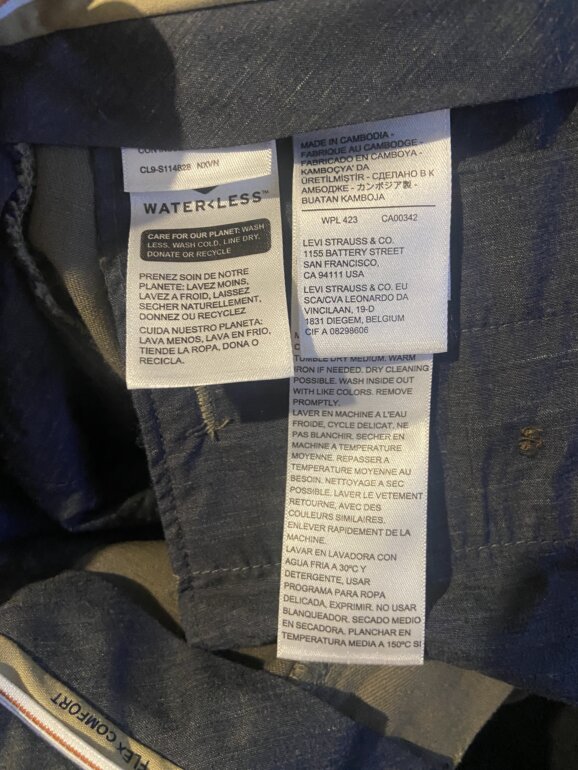 CL9-S114828 NXVN
WATER<LESS™
CARE FOR OUR PLANET: WASH
LESS, WASH COLD, LINE DRY,
DONATE OR RECYCLE
PRENEZ SOIN DE NOTRE
PLANETE: LAVEZ MOINS,
LAVEZ A FROID, LAISSEZ
SECHER NATURELLEMENT,
DONNEZ OU RECYCLEZ
CUIDA NUESTRO PLANETA:
LAVA MENOS, LAVA EN FRIO,
TIENDE LA ROPA, DONA O
RECICLA.
MADE IN CAMBODIA -
FABRIQUE AU CAMBODGE -
FABRICADO EN CAMBOYA -
KAMBOÇYA' DA
ÜRETİLMİŞTİR - СДЕЛАНО В К
АМБОДЖЕ - カンボジア製 -
BUATAN KAMBOJA
WPL 423 CA00342
LEVI STRAUSS & CO.
1155 BATTERY STREET
SAN FRANCISCO,
CA 94111 USA
LEVI STRAUSS & CO. EU
SCA/CVA LEONARDO DA
VINCILAAN, 19-D
1831 DIEGEM, BELGIUM
CIF A 08298606
TUMBLE DRY MEDIUM. WARM
IRON IF NEEDED. DRY CLEANING
POSSIBLE. WASH INSIDE OUT
WITH LIKE COLORS. REMOVE
PROMPTLY.
LAVER EN MACHINE A L'EAU
FROIDE, CYCLE DELICAT. NE
PAS BLANCHIR. SECHER EN
MACHINE A TEMPERATURE
MOYENNE. REPASSER A
TEMPERATURE MOYENNE AU
BESOIN. NETTOYAGE A SEC
POSSIBLE. LAVER LE VETEMENT
RETOURNE, AVEC DES
COULEURS SIMILAIRES.
ENLEVER RAPIDEMENT DE LA
MACHINE.
LAVAR EN LAVADORA CON
AGUA FRIA A 30ºC Y
DETERGENTE, USAR
PROGRAMA PARA ROPA
DELICADA, EXPRIMIR. NO USAR
BLANQUEADOR. SECADO MEDIO
EN SECADORA. PLANCHAR EN
TEMPERATURA MEDIA A 150ºC SI
FLEX COMFORT